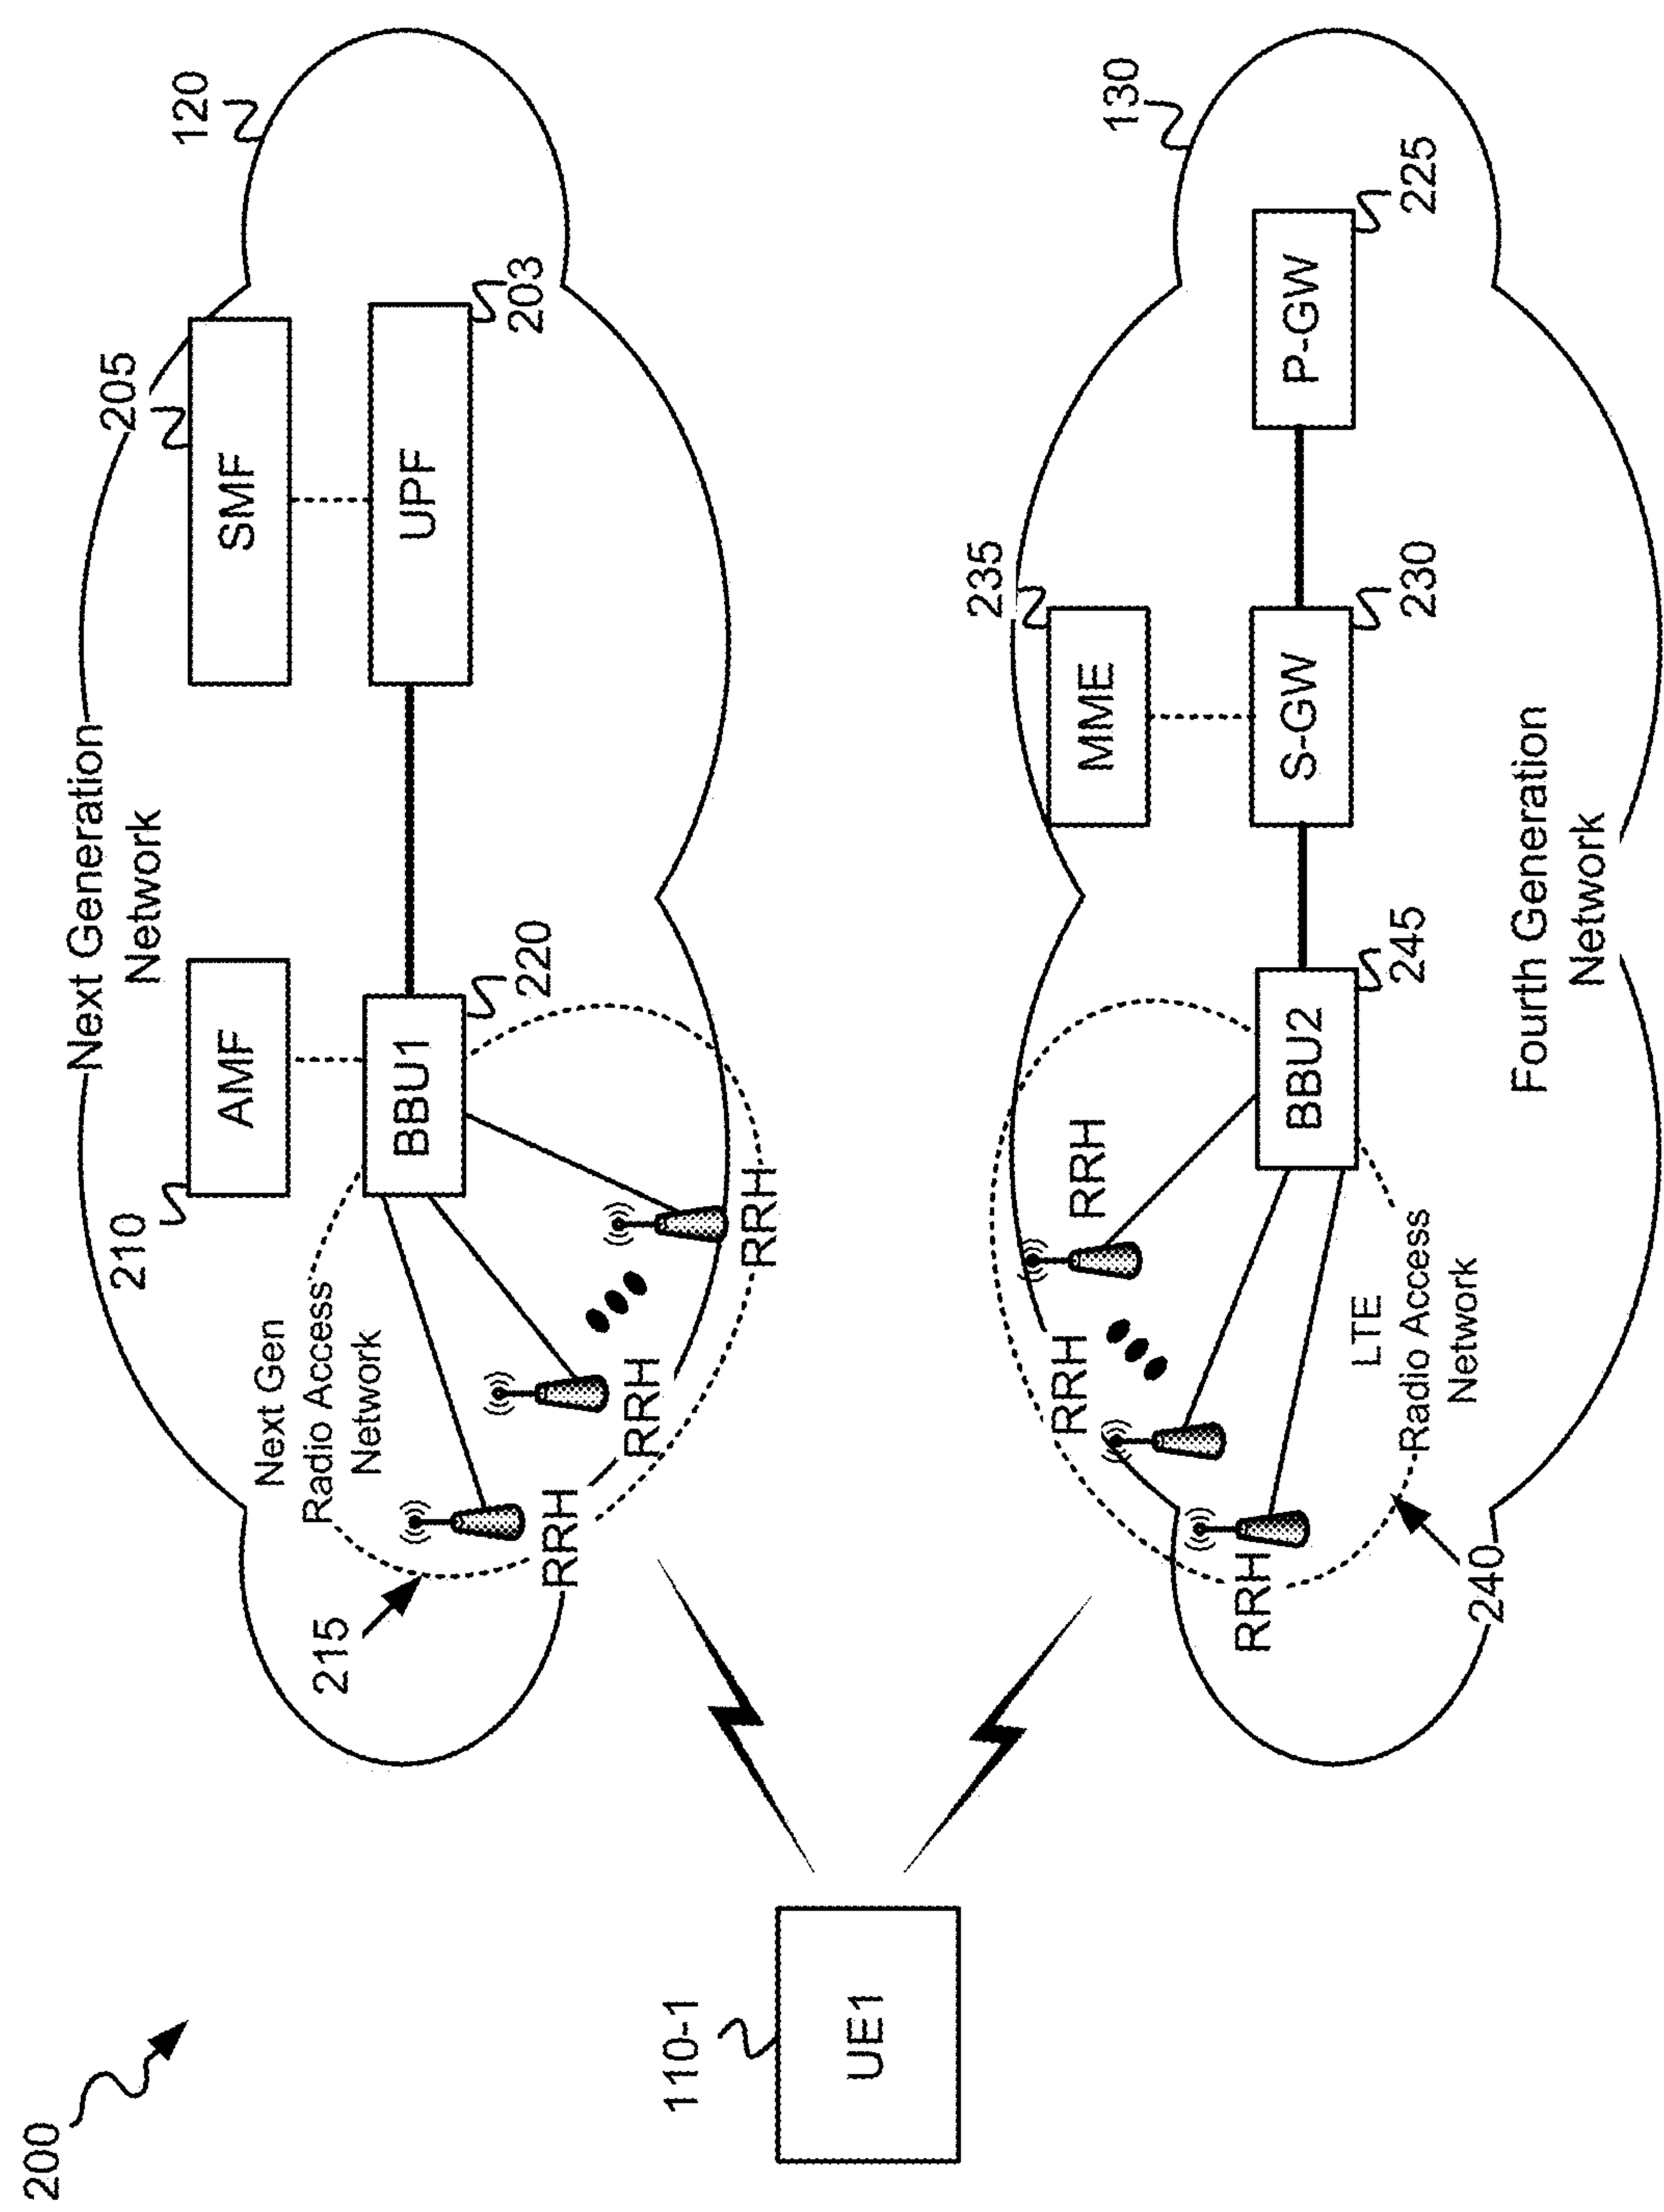 200
Next Generation
Network
120
205
SMF
UPF
203
210
AMF
BBU1
220
Next Gen
Radio Access
Network
215
RRH
RRH
RRH
110-1
UE1
130
235
MME
P-GW
225
S-GW
230
BBU2
245
RRH
RRH
RRH
LTE
Radio Access
Network
240
Fourth Generation
Network